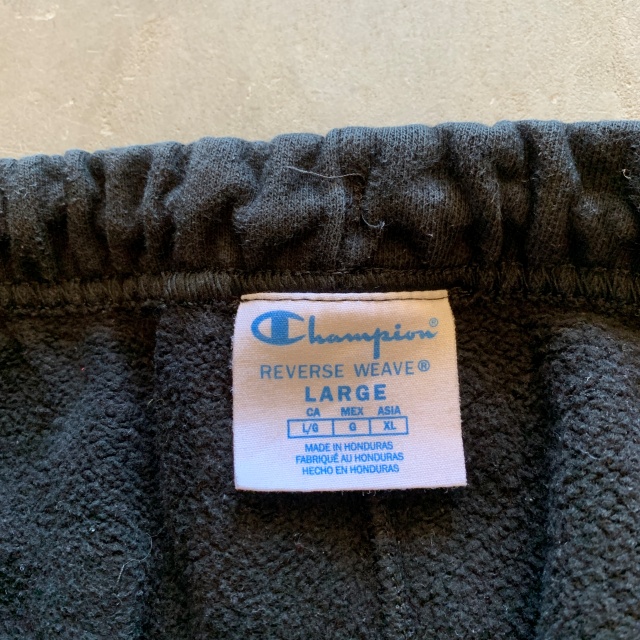 Champion®
REVERSE WEAVE®
LARGE
CA MEX ASIA
L/G G XL
MADE IN HONDURAS
FABRIQUÉ AU HONDURAS
HECHO EN HONDURAS